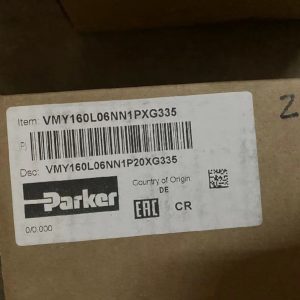 Item: VMY160L06NN1PXG335
Dsc: VMY160L06NN1P20XG335
Parker
Country of Origin:
DE
EAC CR
0/0.000